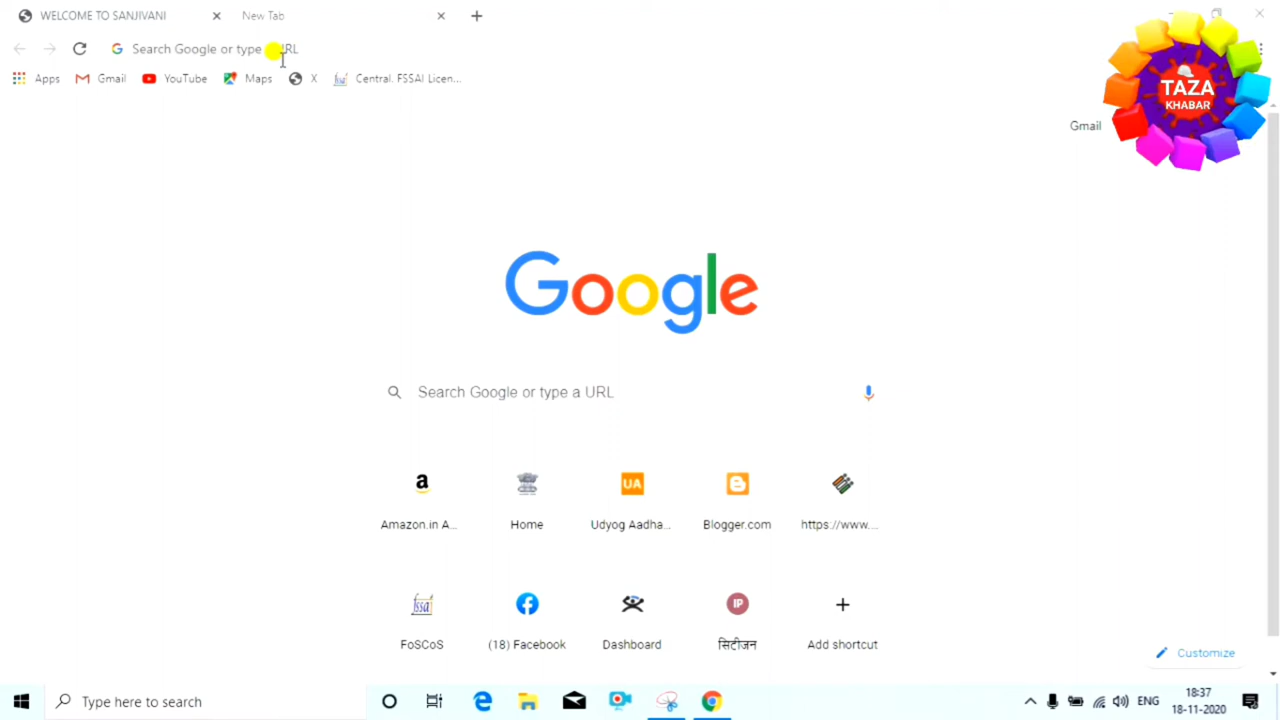 WELCOME TO SANJIVANI
New Tab
Search Google or type
URL
Apps
Gmail
YouTube
Maps
X
Central. FSSAI Licen...
TAZA
KHABAR
Gmail
Google
Search Google or type a URL
a
UA
Amazon.in A...
Home
Udyog Aadha...
Blogger.com
https://www....
fssai
IP
FoSCoS
(18) Facebook
Dashboard
सिटीजन
Add shortcut
Customize
Type here to search
ENG
18:37
18-11-2020